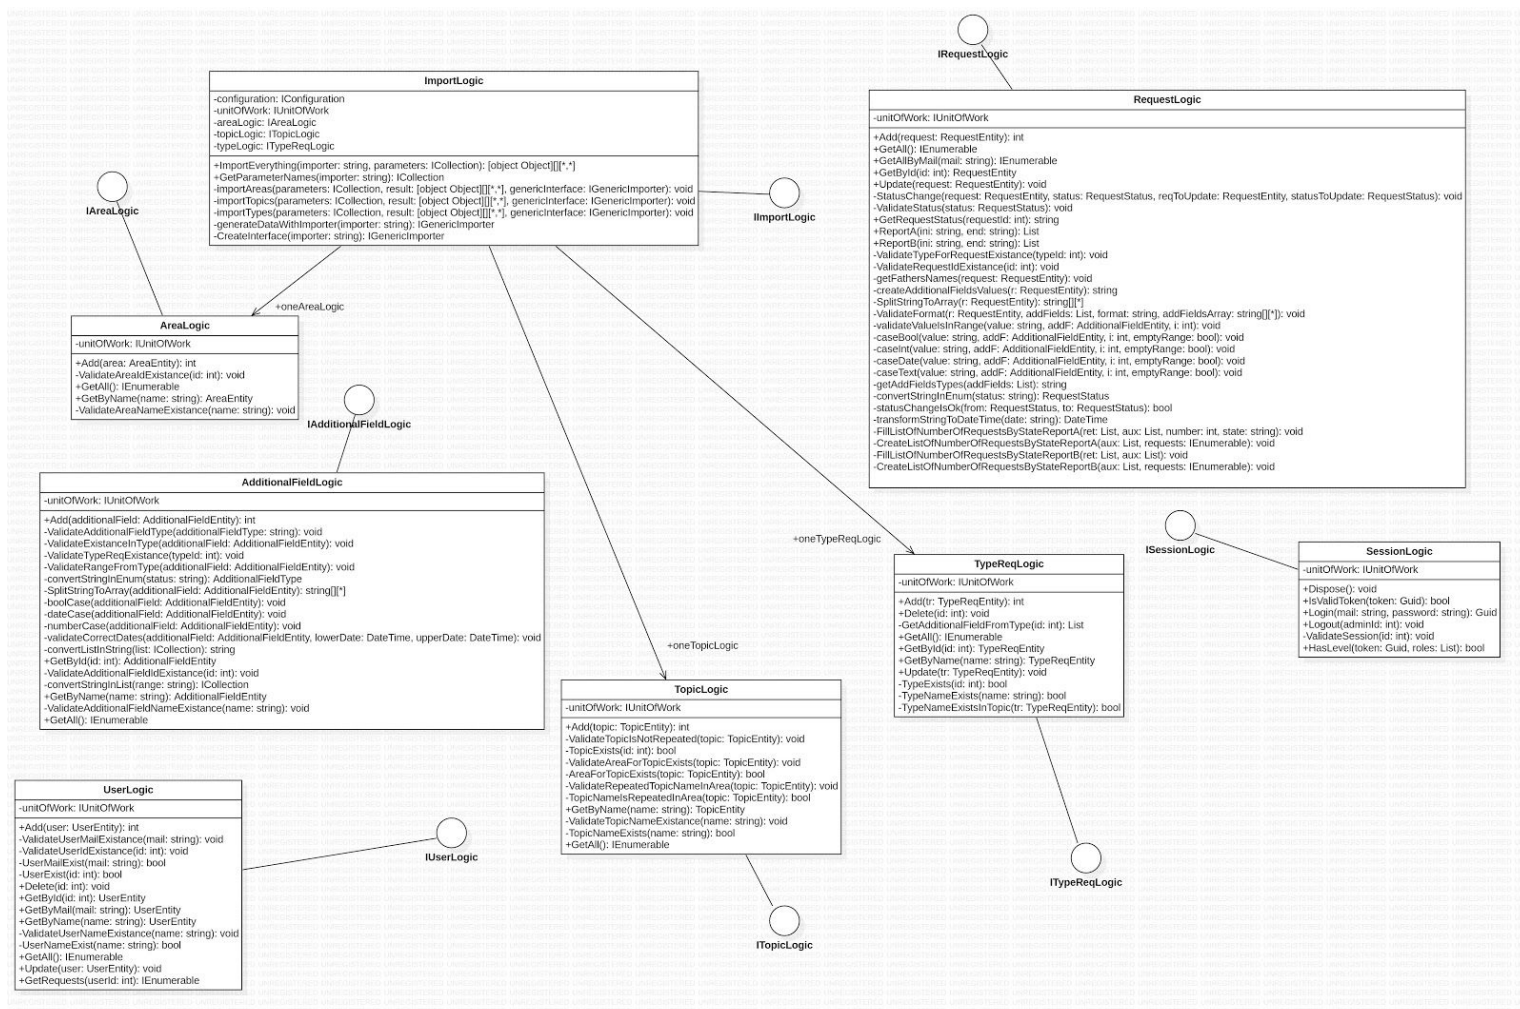 IRequestLogic
ImportLogic
-configuration: IConfiguration
-unitOfWork: IUnitOfWork
-areaLogic: IAreaLogic
-topicLogic: ITopicLogic
-typeLogic: ITypeReqLogic
+ImportEverything(importer: string, parameters: ICollection): [object Object][][*,*]
+GetParameterNames(importer: string): ICollection
-importAreas(parameters: ICollection, result: [object Object][][*,*], genericInterface: IGenericImporter): void
-importTopics(parameters: ICollection, result: [object Object][][*,*], genericInterface: IGenericImporter): void
-importTypes(parameters: ICollection, result: [object Object][][*,*], genericInterface: IGenericImporter): void
-generateDataWithImporter(importer: string): IGenericImporter
-CreateInterface(importer: string): IGenericImporter
IImportLogic
RequestLogic
-unitOfWork: IUnitOfWork
+Add(request: RequestEntity): int
+GetAll(): IEnumerable
+GetAllByMail(mail: string): IEnumerable
+GetById(id: int): RequestEntity
+Update(request: RequestEntity): void
-StatusChange(request: RequestEntity, status: RequestStatus, reqToUpdate: RequestEntity, statusToUpdate: RequestStatus): void
-ValidateStatus(status: RequestStatus): void
+GetRequestStatus(requestId: int): string
+ReportA(ini: string, end: string): List
+ReportB(ini: string, end: string): List
-ValidateTypeForRequestExistance(typeId: int): void
-ValidateRequestIdExistance(id: int): void
-getFathersNames(request: RequestEntity): void
-createAdditionalFieldsValues(r: RequestEntity): string
-SplitStringToArray(r: RequestEntity): string[][*]
-ValidateFormat(r: RequestEntity, addFields: List, format: string, addFieldsArray: string[][*]): void
-validateValueIsInRange(value: string, addF: AdditionalFieldEntity, i: int): void
-caseBool(value: string, addF: AdditionalFieldEntity, i: int, emptyRange: bool): void
-caseInt(value: string, addF: AdditionalFieldEntity, i: int, emptyRange: bool): void
-caseDate(value: string, addF: AdditionalFieldEntity, i: int, emptyRange: bool): void
-caseText(value: string, addF: AdditionalFieldEntity, i: int, emptyRange: bool): void
-getAddFieldsTypes(addFields: List): string
-convertStringInEnum(status: string): RequestStatus
-statusChangeIsOk(from: RequestStatus, to: RequestStatus): bool
-transformStringToDateTime(date: string): DateTime
-FillListOfNumberOfRequestsByStateReportA(ret: List, aux: List, number: int, state: string): void
-CreateListOfNumberOfRequestsByStateReportA(aux: List, requests: IEnumerable): void
-FillListOfNumberOfRequestsByStateReportB(ret: List, aux: List): void
-CreateListOfNumberOfRequestsByStateReportB(aux: List, requests: IEnumerable): void
IAreaLogic
+oneAreaLogic
AreaLogic
-unitOfWork: IUnitOfWork
+Add(area: AreaEntity): int
-ValidateAreaIdExistance(id: int): void
+GetAll(): IEnumerable
+GetByName(name: string): AreaEntity
-ValidateAreaNameExistance(name: string): void
IAdditionalFieldLogic
AdditionalFieldLogic
-unitOfWork: IUnitOfWork
+Add(additionalField: AdditionalFieldEntity): int
-ValidateAdditionalFieldType(additionalFieldType: string): void
-ValidateExistanceInType(additionalField: AdditionalFieldEntity): void
-ValidateTypeReqExistance(typeId: int): void
-ValidateRangeFromType(additionalField: AdditionalFieldEntity): void
-convertStringInEnum(status: string): AdditionalFieldType
-SplitStringToArray(additionalField: AdditionalFieldEntity): string[][*]
-boolCase(additionalField: AdditionalFieldEntity): void
-dateCase(additionalField: AdditionalFieldEntity): void
-numberCase(additionalField: AdditionalFieldEntity): void
-validateCorrectDates(additionalField: AdditionalFieldEntity, lowerDate: DateTime, upperDate: DateTime): void
-convertListInString(list: ICollection): string
+GetById(id: int): AdditionalFieldEntity
-ValidateAdditionalFieldIdExistance(id: int): void
-convertStringInList(range: string): ICollection
+GetByName(name: string): AdditionalFieldEntity
-ValidateAdditionalFieldNameExistance(name: string): void
+GetAll(): IEnumerable
+oneTypeReqLogic
TypeReqLogic
-unitOfWork: IUnitOfWork
+Add(tr: TypeReqEntity): int
+Delete(id: int): void
-GetAdditionalFieldFromType(id: int): List
+GetAll(): IEnumerable
+GetById(id: int): TypeReqEntity
+GetByName(name: string): TypeReqEntity
+Update(tr: TypeReqEntity): void
-TypeExists(id: int): bool
-TypeNameExists(name: string): bool
-TypeNameExistsInTopic(tr: TypeReqEntity): bool
ISessionLogic
SessionLogic
-unitOfWork: IUnitOfWork
+Dispose(): void
+IsValidToken(token: Guid): bool
+Login(mail: string, password: string): Guid
+Logout(adminId: int): void
-ValidateSession(id: int): void
+HasLevel(token: Guid, roles: List): bool
+oneTopicLogic
TopicLogic
-unitOfWork: IUnitOfWork
+Add(topic: TopicEntity): int
-ValidateTopicIsNotRepeated(topic: TopicEntity): void
-TopicExists(id: int): bool
-ValidateAreaForTopicExists(topic: TopicEntity): void
-AreaForTopicExists(topic: TopicEntity): bool
-ValidateRepeatedTopicNameInArea(topic: TopicEntity): void
-TopicNameIsRepeatedInArea(topic: TopicEntity): bool
+GetByName(name: string): TopicEntity
-ValidateTopicNameExistance(name: string): void
-TopicNameExists(name: string): bool
+GetAll(): IEnumerable
UserLogic
-unitOfWork: IUnitOfWork
+Add(user: UserEntity): int
-ValidateUserMailExistance(mail: string): void
-ValidateUserIdExistance(id: int): void
-UserMailExist(mail: string): bool
-UserExist(id: int): bool
+Delete(id: int): void
+GetById(id: int): UserEntity
+GetByMail(mail: string): UserEntity
+GetByName(name: string): UserEntity
-ValidateUserNameExistance(name: string): void
-UserNameExist(name: string): bool
+GetAll(): IEnumerable
+Update(user: UserEntity): void
+GetRequests(userId: int): IEnumerable
IUserLogic
ITypeReqLogic
ITopicLogic